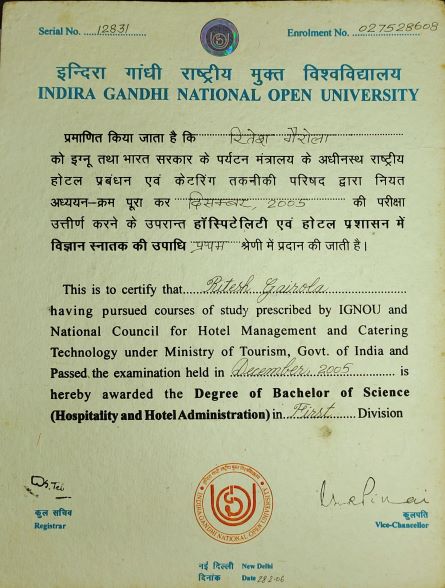 Serial No. 12831 Enrolment No. 027528608
इन्दिरा गांधी राष्ट्रीय मुक्त विश्वविद्यालय
INDIRA GANDHI NATIONAL OPEN UNIVERSITY
प्रमाणित किया जाता है कि रितेश गैरोला
को इग्नू तथा भारत सरकार के पर्यटन मंत्रालय के अधीनस्थ राष्ट्रीय
होटल प्रबंधन एवं केटरिंग तकनीकी परिषद द्वारा नियत
अध्ययन-क्रम पूरा कर दिसम्बर, 2005 की परीक्षा
उत्तीर्ण करने के उपरान्त हॉस्पिटेलिटी एवं होटल प्रशासन में
विज्ञान स्नातक की उपाधि प्रथम श्रेणी में प्रदान की जाती है।
This is to certify that Ritesh Gairola
having pursued courses of study prescribed by IGNOU and
National Council for Hotel Management and Catering
Technology under Ministry of Tourism, Govt. of India and
Passed the examination held in December, 2005 is
hereby awarded the Degree of Bachelor of Science
(Hospitality and Hotel Administration) in First Division
कुल सचिव
Registrar
INDIRA GANDHI NATIONAL OPEN UNIVERSITY
कुलपति
Vice-Chancellor
नई दिल्ली New Delhi
दिनांक Date 28-2-06